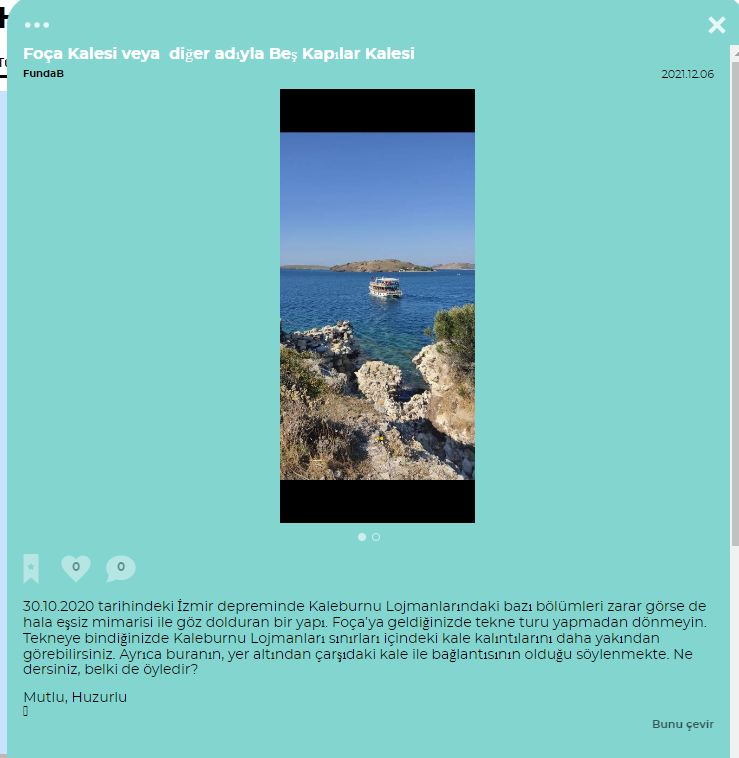 Foça Kalesi veya diğer adıyla Beş Kapılar Kalesi
FundaB
2021.12.06
0
0
30.10.2020 tarihindeki İzmir depreminde Kaleburnu Lojmanlarındaki bazı bölümleri zarar görse de
hala eşsiz mimarisi ile göz dolduran bir yapı. Foça'ya geldiğinizde tekne turu yapmadan dönmeyin.
Tekneye bindiğinizde Kaleburnu Lojmanları sınırları içindeki kale kalıntılarını daha yakından
görebilirsiniz. Ayrıca buranın, yer altından çarşıdaki kale ile bağlantısının olduğu söylenmekte. Ne
dersiniz, belki de öyledir?
Mutlu, Huzurlu
Bunu çevir